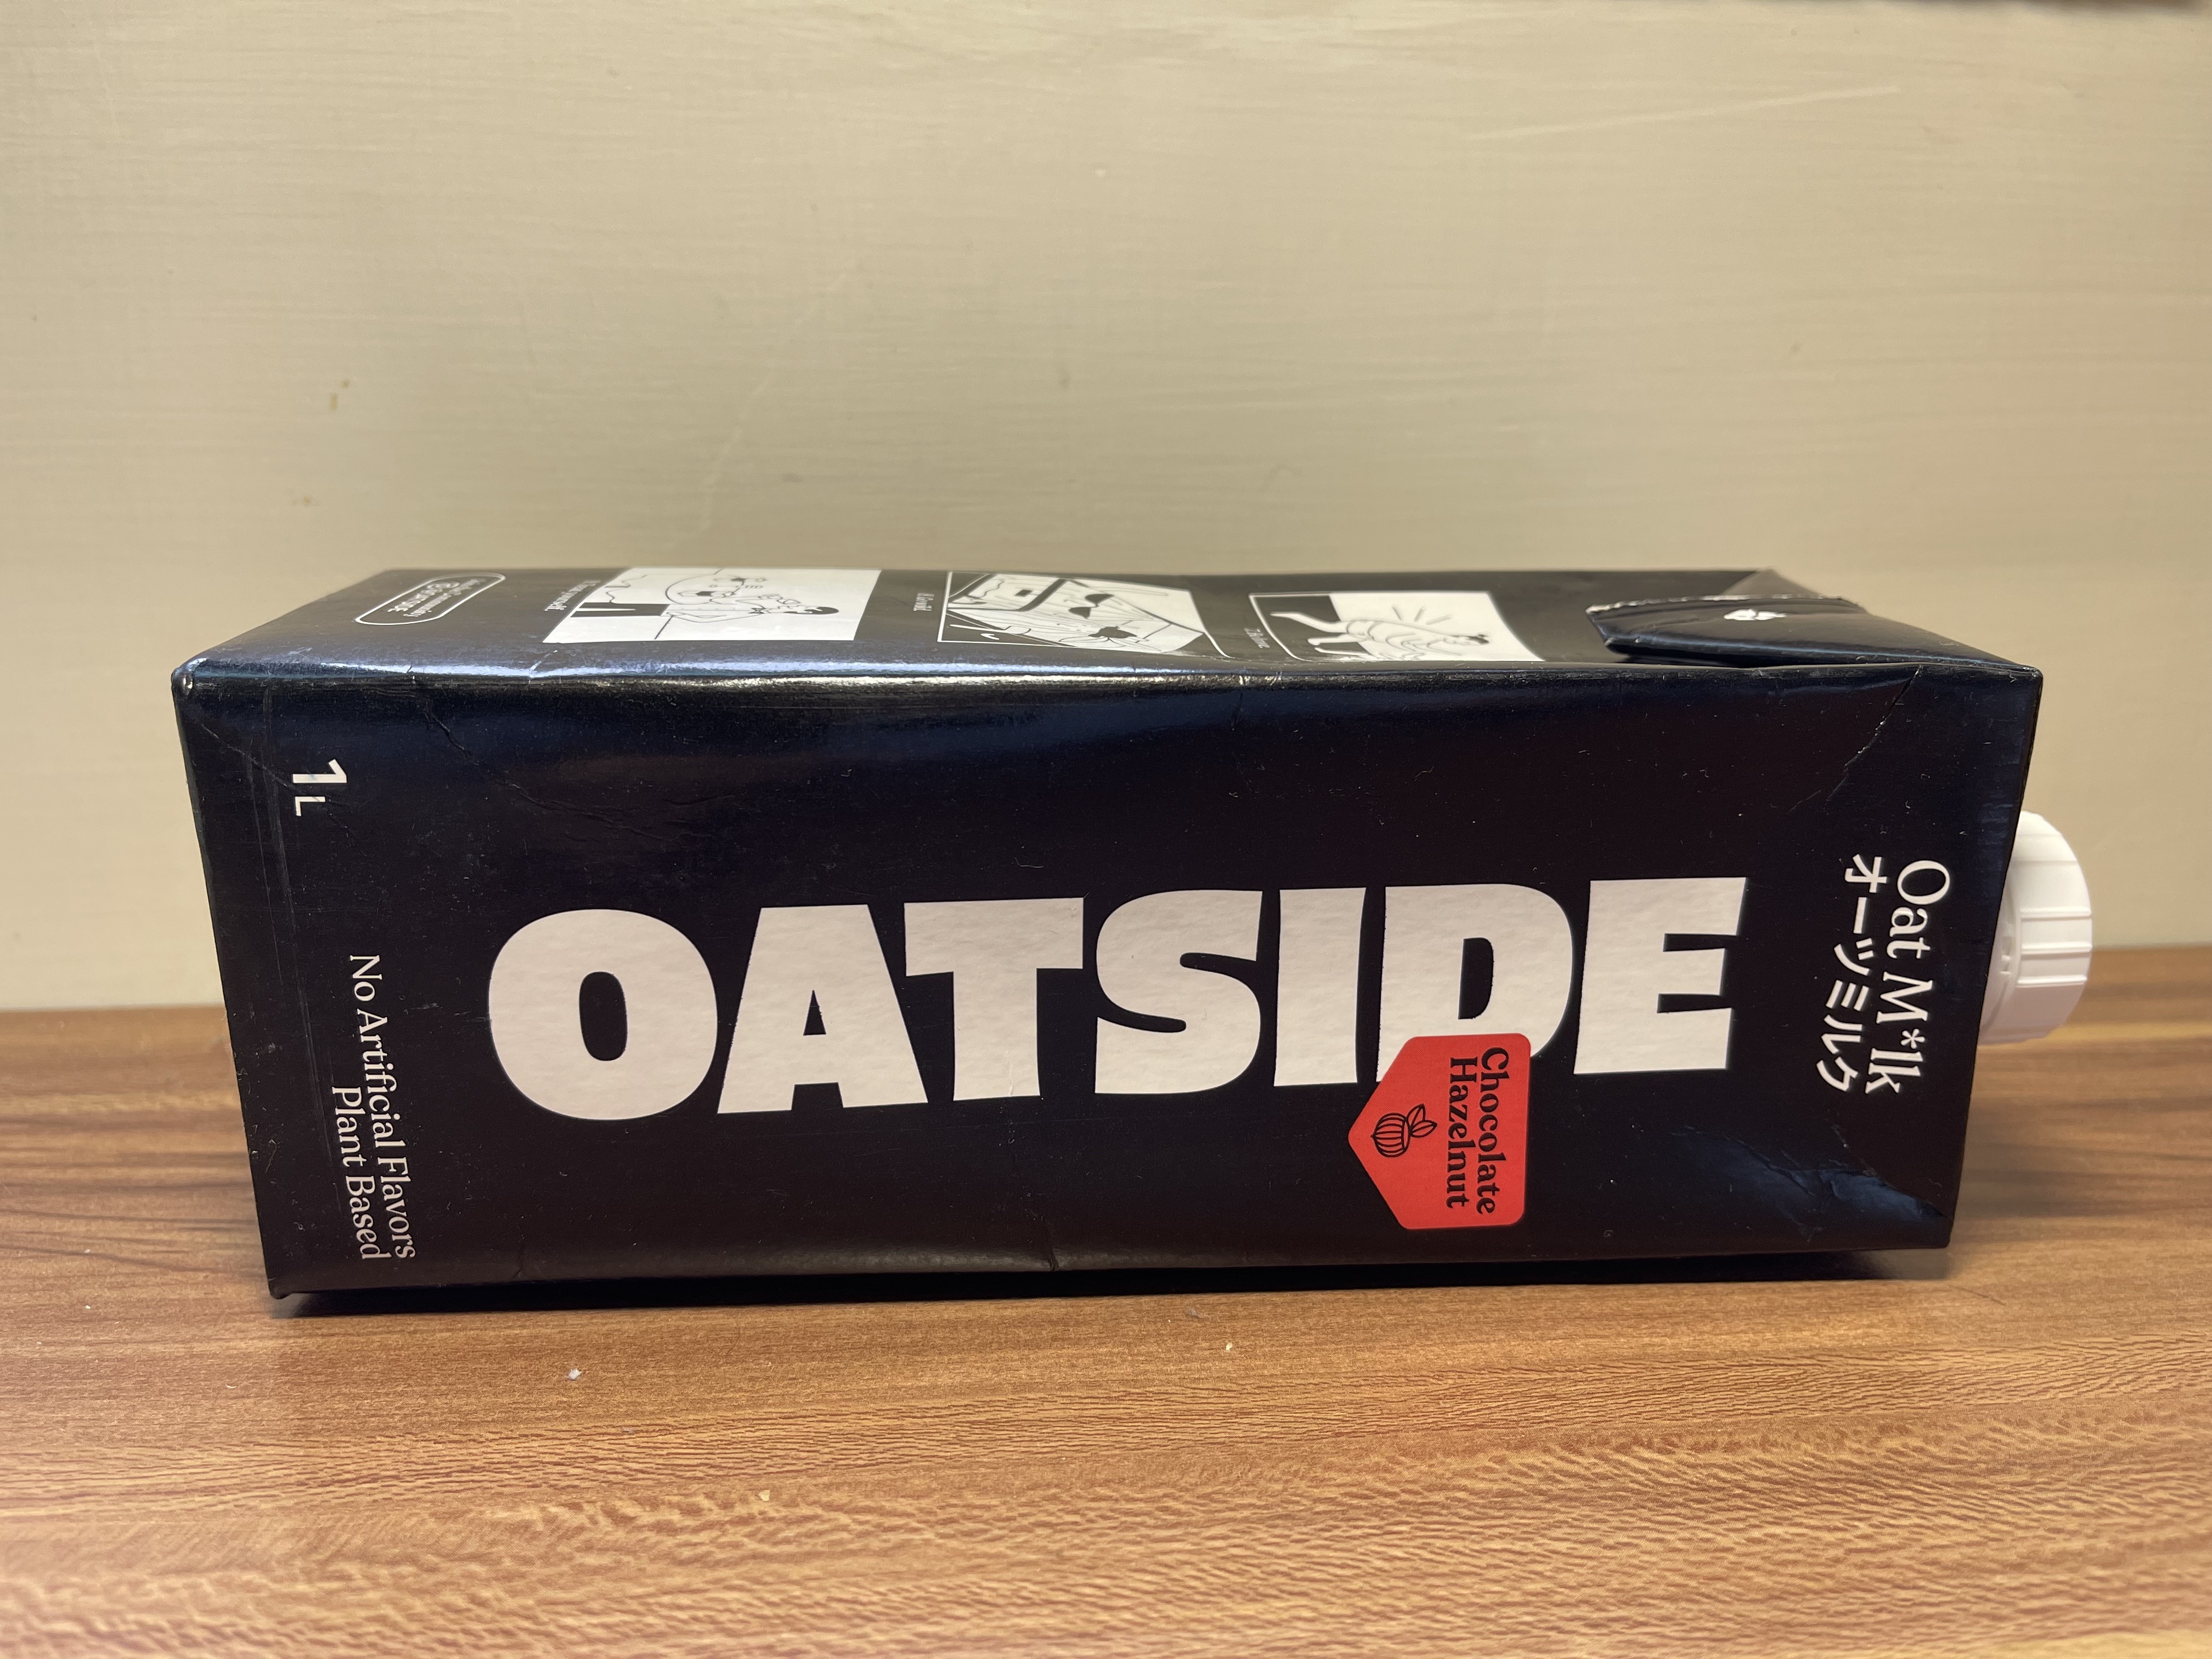 Oat M*lk
オーツミルク
OATSIDE
Chocolate
Hazelnut
No Artificial Flavors
Plant Based
1L